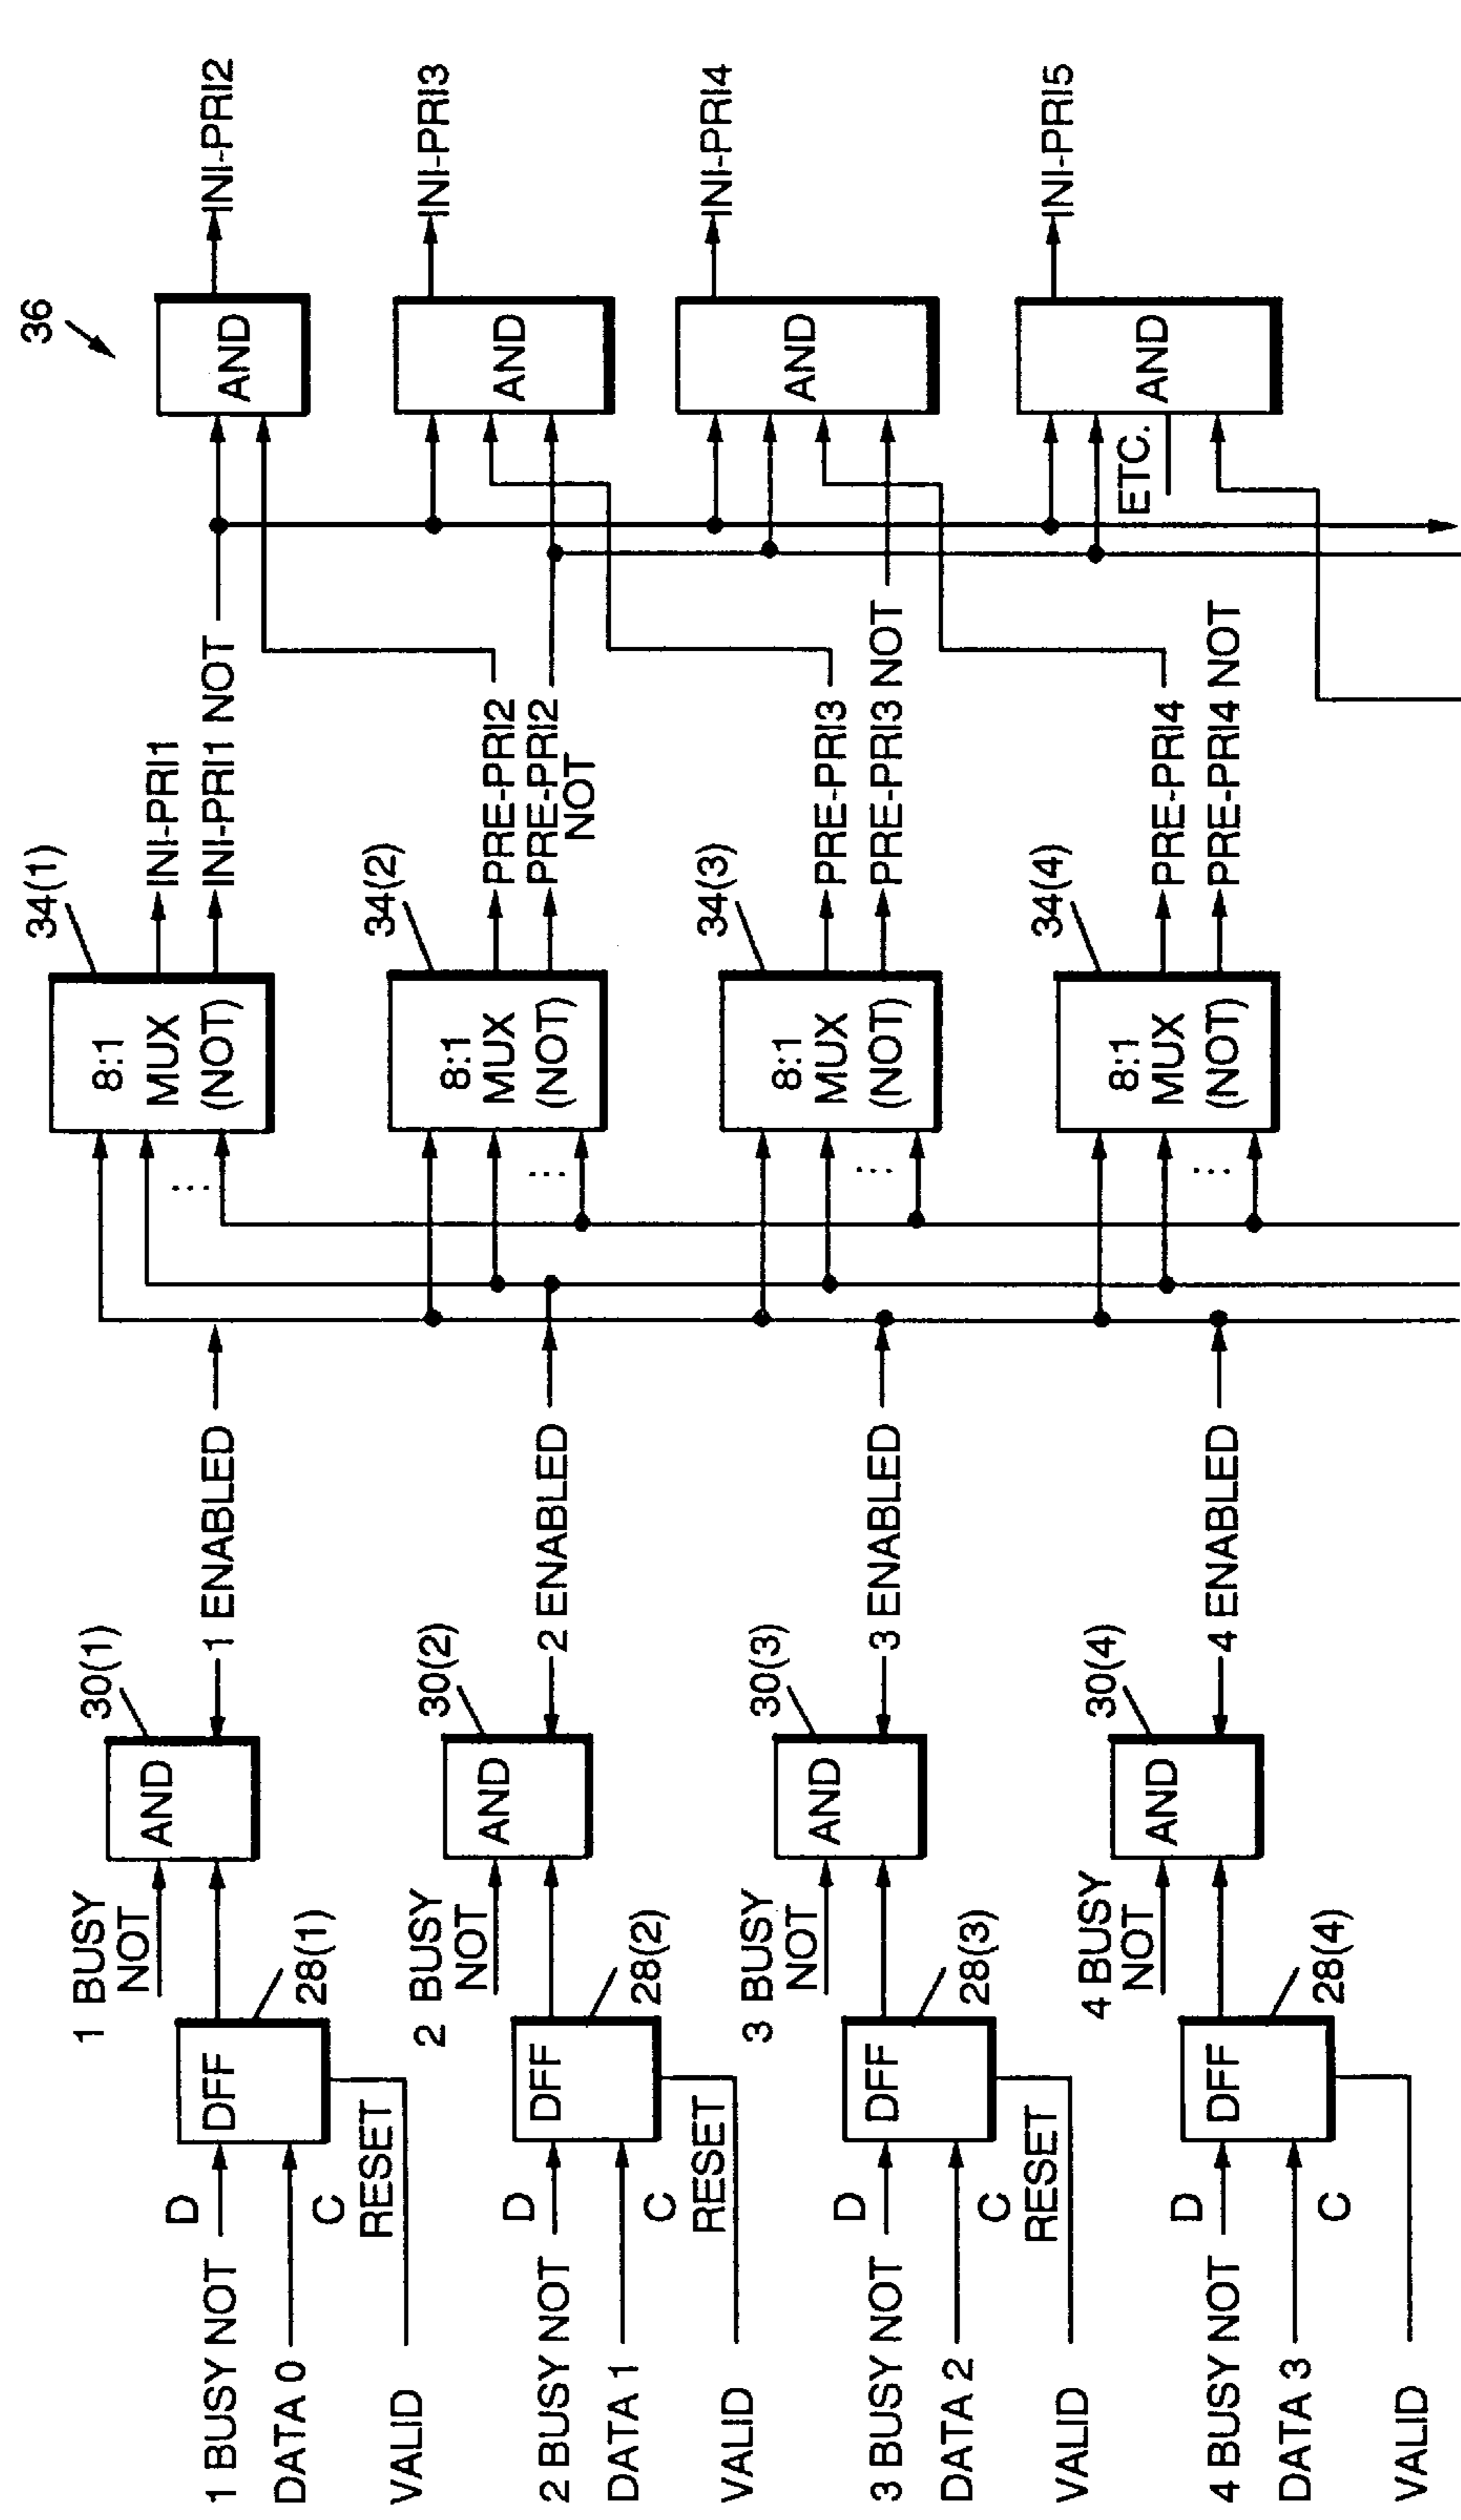 1 BUSY NOT
DATA 0
VALID
D
C
RESET
DFF
28(1)
1 BUSY
NOT
AND
30(1)
1 ENABLED
8:1
MUX
(NOT)
34(1)
INI-PRI1
INI-PRI1 NOT
AND
36
INI-PRI2
2 BUSY NOT
DATA 1
VALID
D
C
RESET
DFF
28(2)
2 BUSY
NOT
AND
30(2)
2 ENABLED
8:1
MUX
(NOT)
34(2)
PRE-PRI2
PRE-PRI2
NOT
AND
INI-PRI3
3 BUSY NOT
DATA 2
VALID
D
C
RESET
DFF
28(3)
3 BUSY
NOT
AND
30(3)
3 ENABLED
8:1
MUX
(NOT)
34(3)
PRE-PRI3
PRE-PRI3 NOT
AND
INI-PRI4
4 BUSY NOT
DATA 3
VALID
D
C
DFF
28(4)
4 BUSY
NOT
AND
30(4)
4 ENABLED
8:1
MUX
(NOT)
34(4)
PRE-PRI4
PRE-PRI4 NOT
ETC.
AND
INI-PRI5